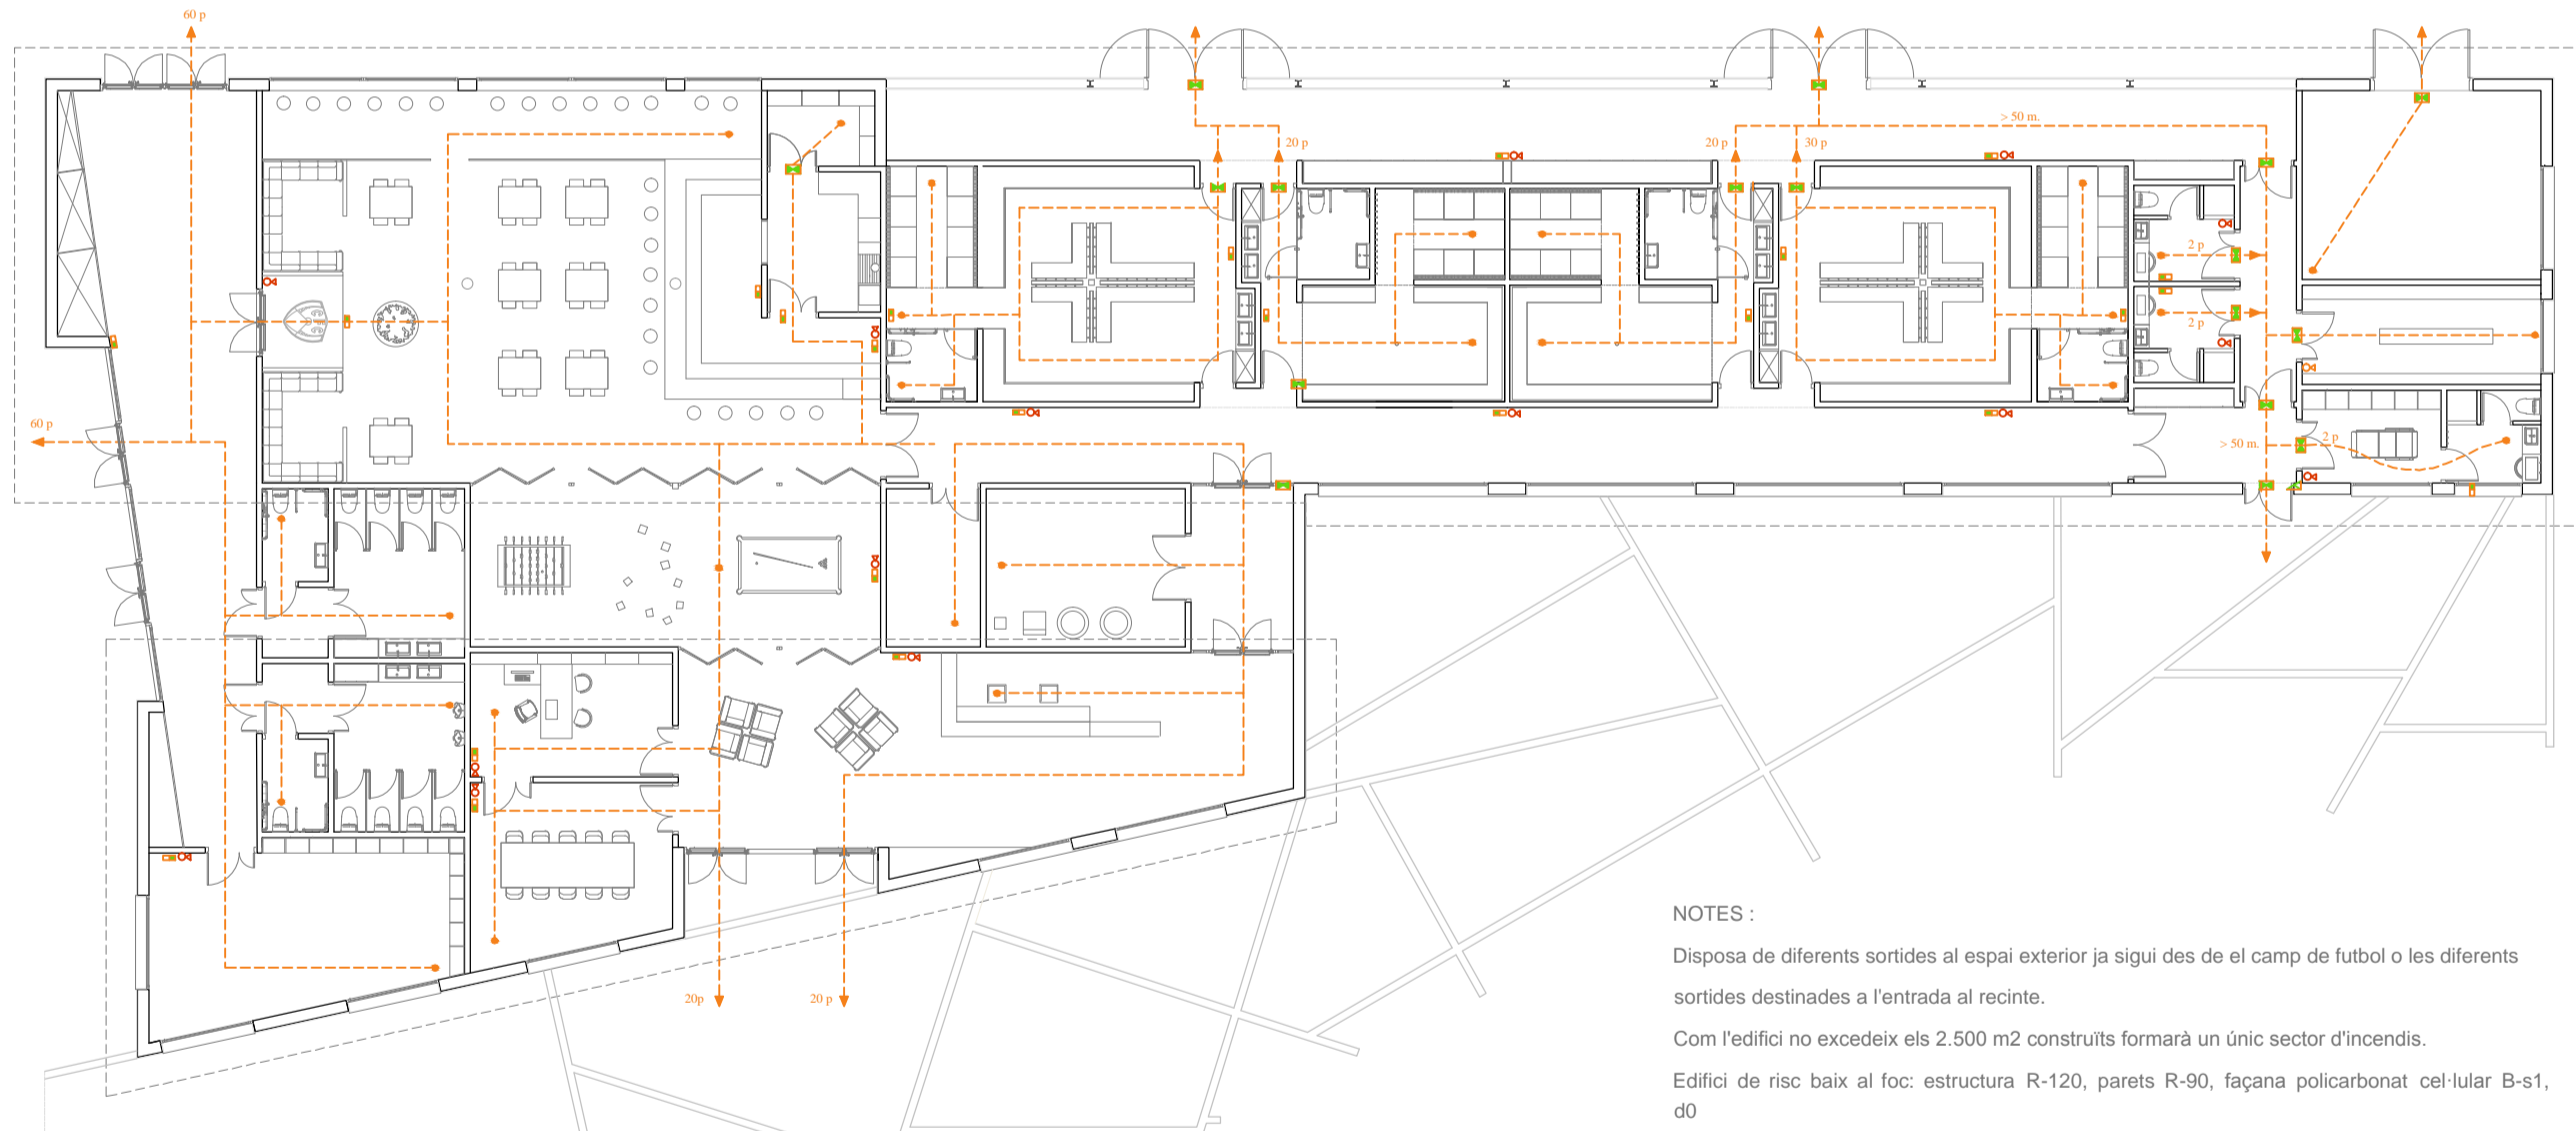 60 p
> 50 m.
20 p
20 p
30 p
2 p
2 p
60 p
> 50 m.
2 p
20p
20 p
NOTES :
Disposa de diferents sortides al espai exterior ja sigui des de el camp de futbol o les diferents
sortides destinades a l'entrada al recinte.
Com l'edifici no excedeix els 2.500 m2 construïts formarà un únic sector d'incendis.
Edifici de risc baix al foc: estructura R-120, parets R-90, façana policarbonat cel·lular B-s1,
d0